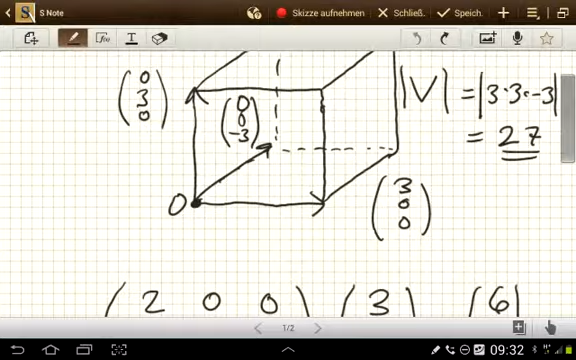 S Note
Skizze aufnehmen
Schließ.
Speich.
f(x)
T
0
3
0
0
0
-3
|V| = |3·3·-3|
= 27
0
3
0
0
2 0 0
3
6
1/2
09:32